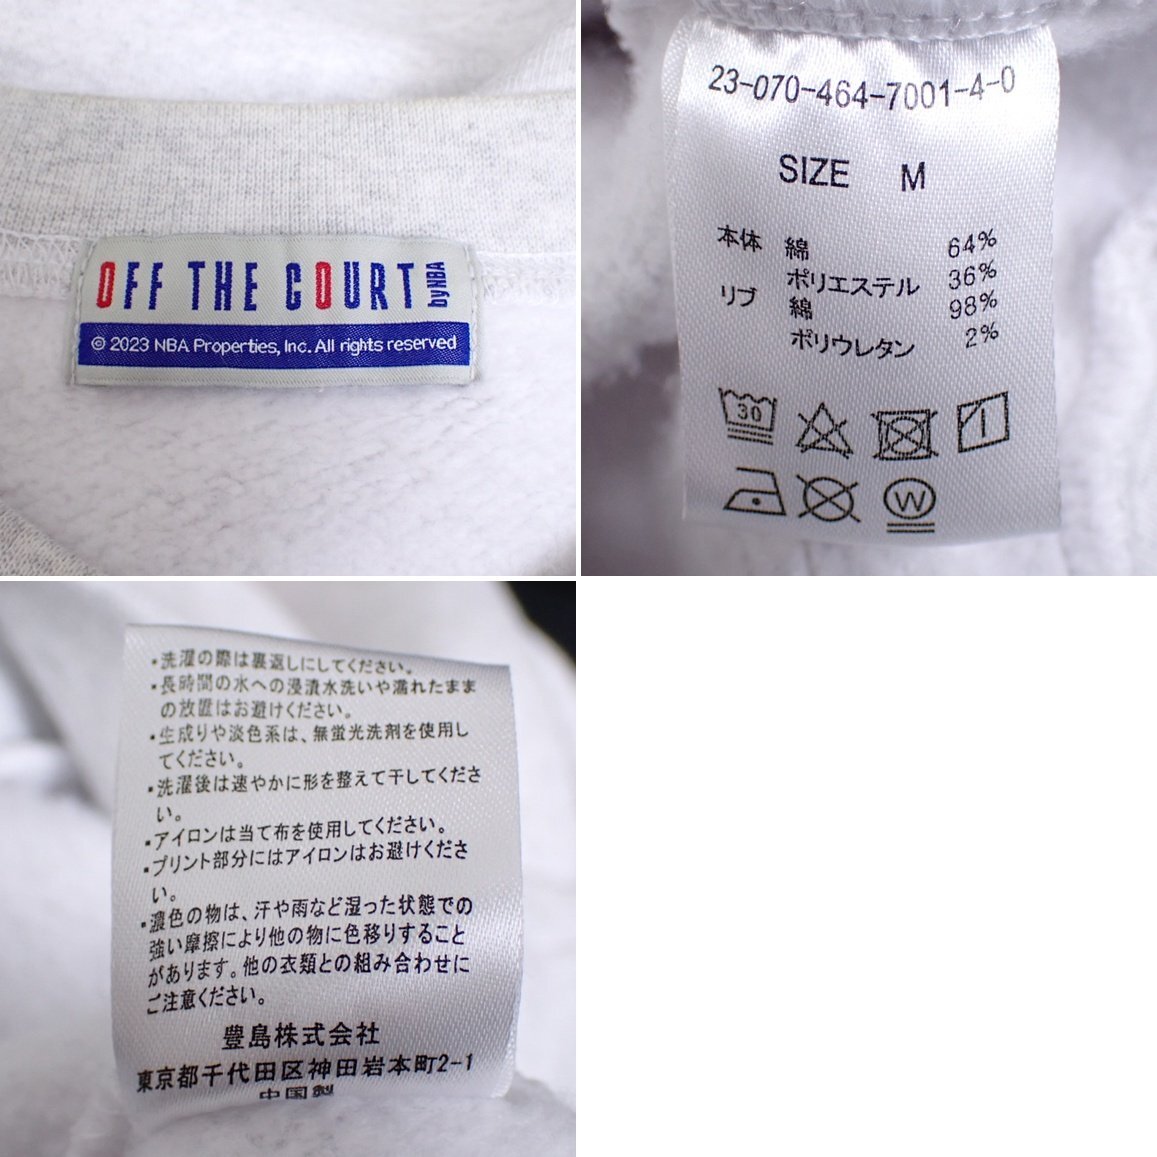 OFF THE COURT by NBA
© 2023 NBA Properties, Inc. All rights reserved
23-070-464-7001-4-0
SIZE M
本体 綿 64%
ポリエステル 36%
リブ 綿 98%
ポリウレタン 2%
30
W
・洗濯の際は裏返しにしてください。
・長時間の水への浸漬水洗いや濡れたまま
の放置はお避けください。
・生成りや淡色系は、無蛍光洗剤を使用し
てください。
・洗濯後は速やかに形を整えて干してくださ
い。
・アイロンは当て布を使用してください。
・プリント部分にはアイロンはお避けくださ
い。
・濃色の物は、汗や雨など湿った状態での
強い摩擦により他の物に色移りすること
があります。他の衣類との組み合わせに
ご注意ください。
豊島株式会社
東京都千代田区神田岩本町2-1
中国製